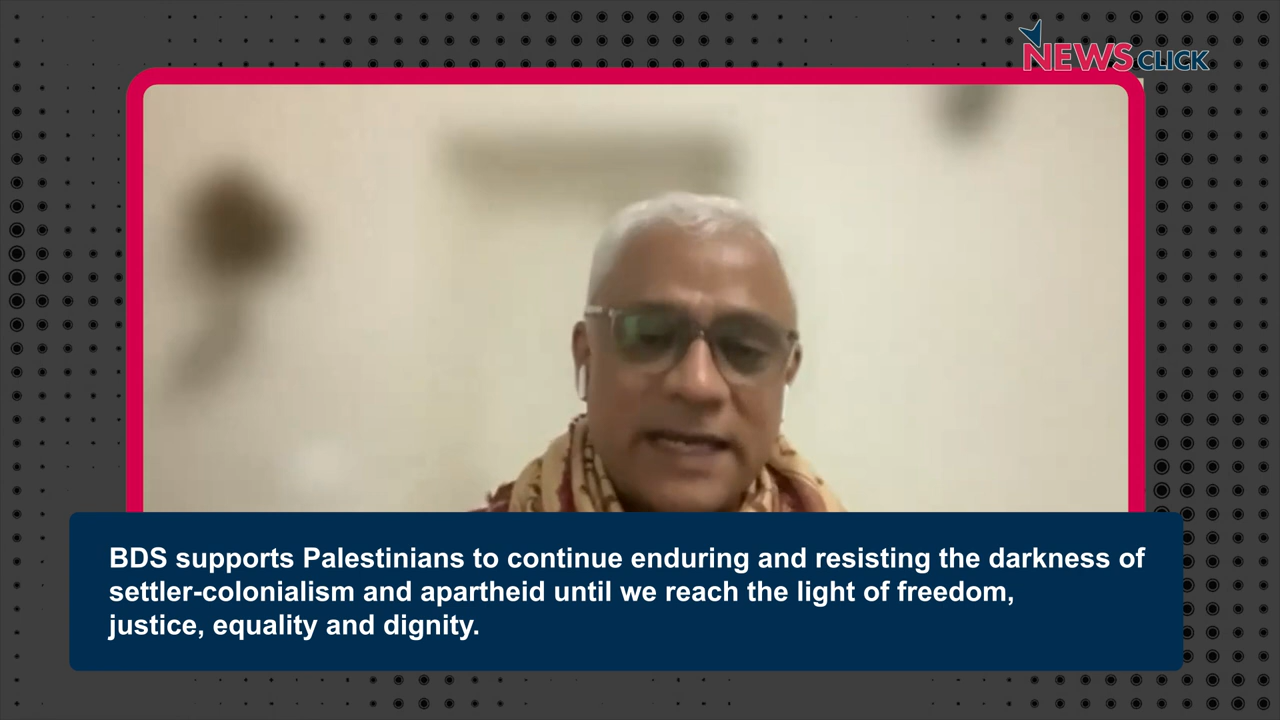 NEWSCLICK
BDS supports Palestinians to continue enduring and resisting the darkness of
settler-colonialism and apartheid until we reach the light of freedom,
justice, equality and dignity.